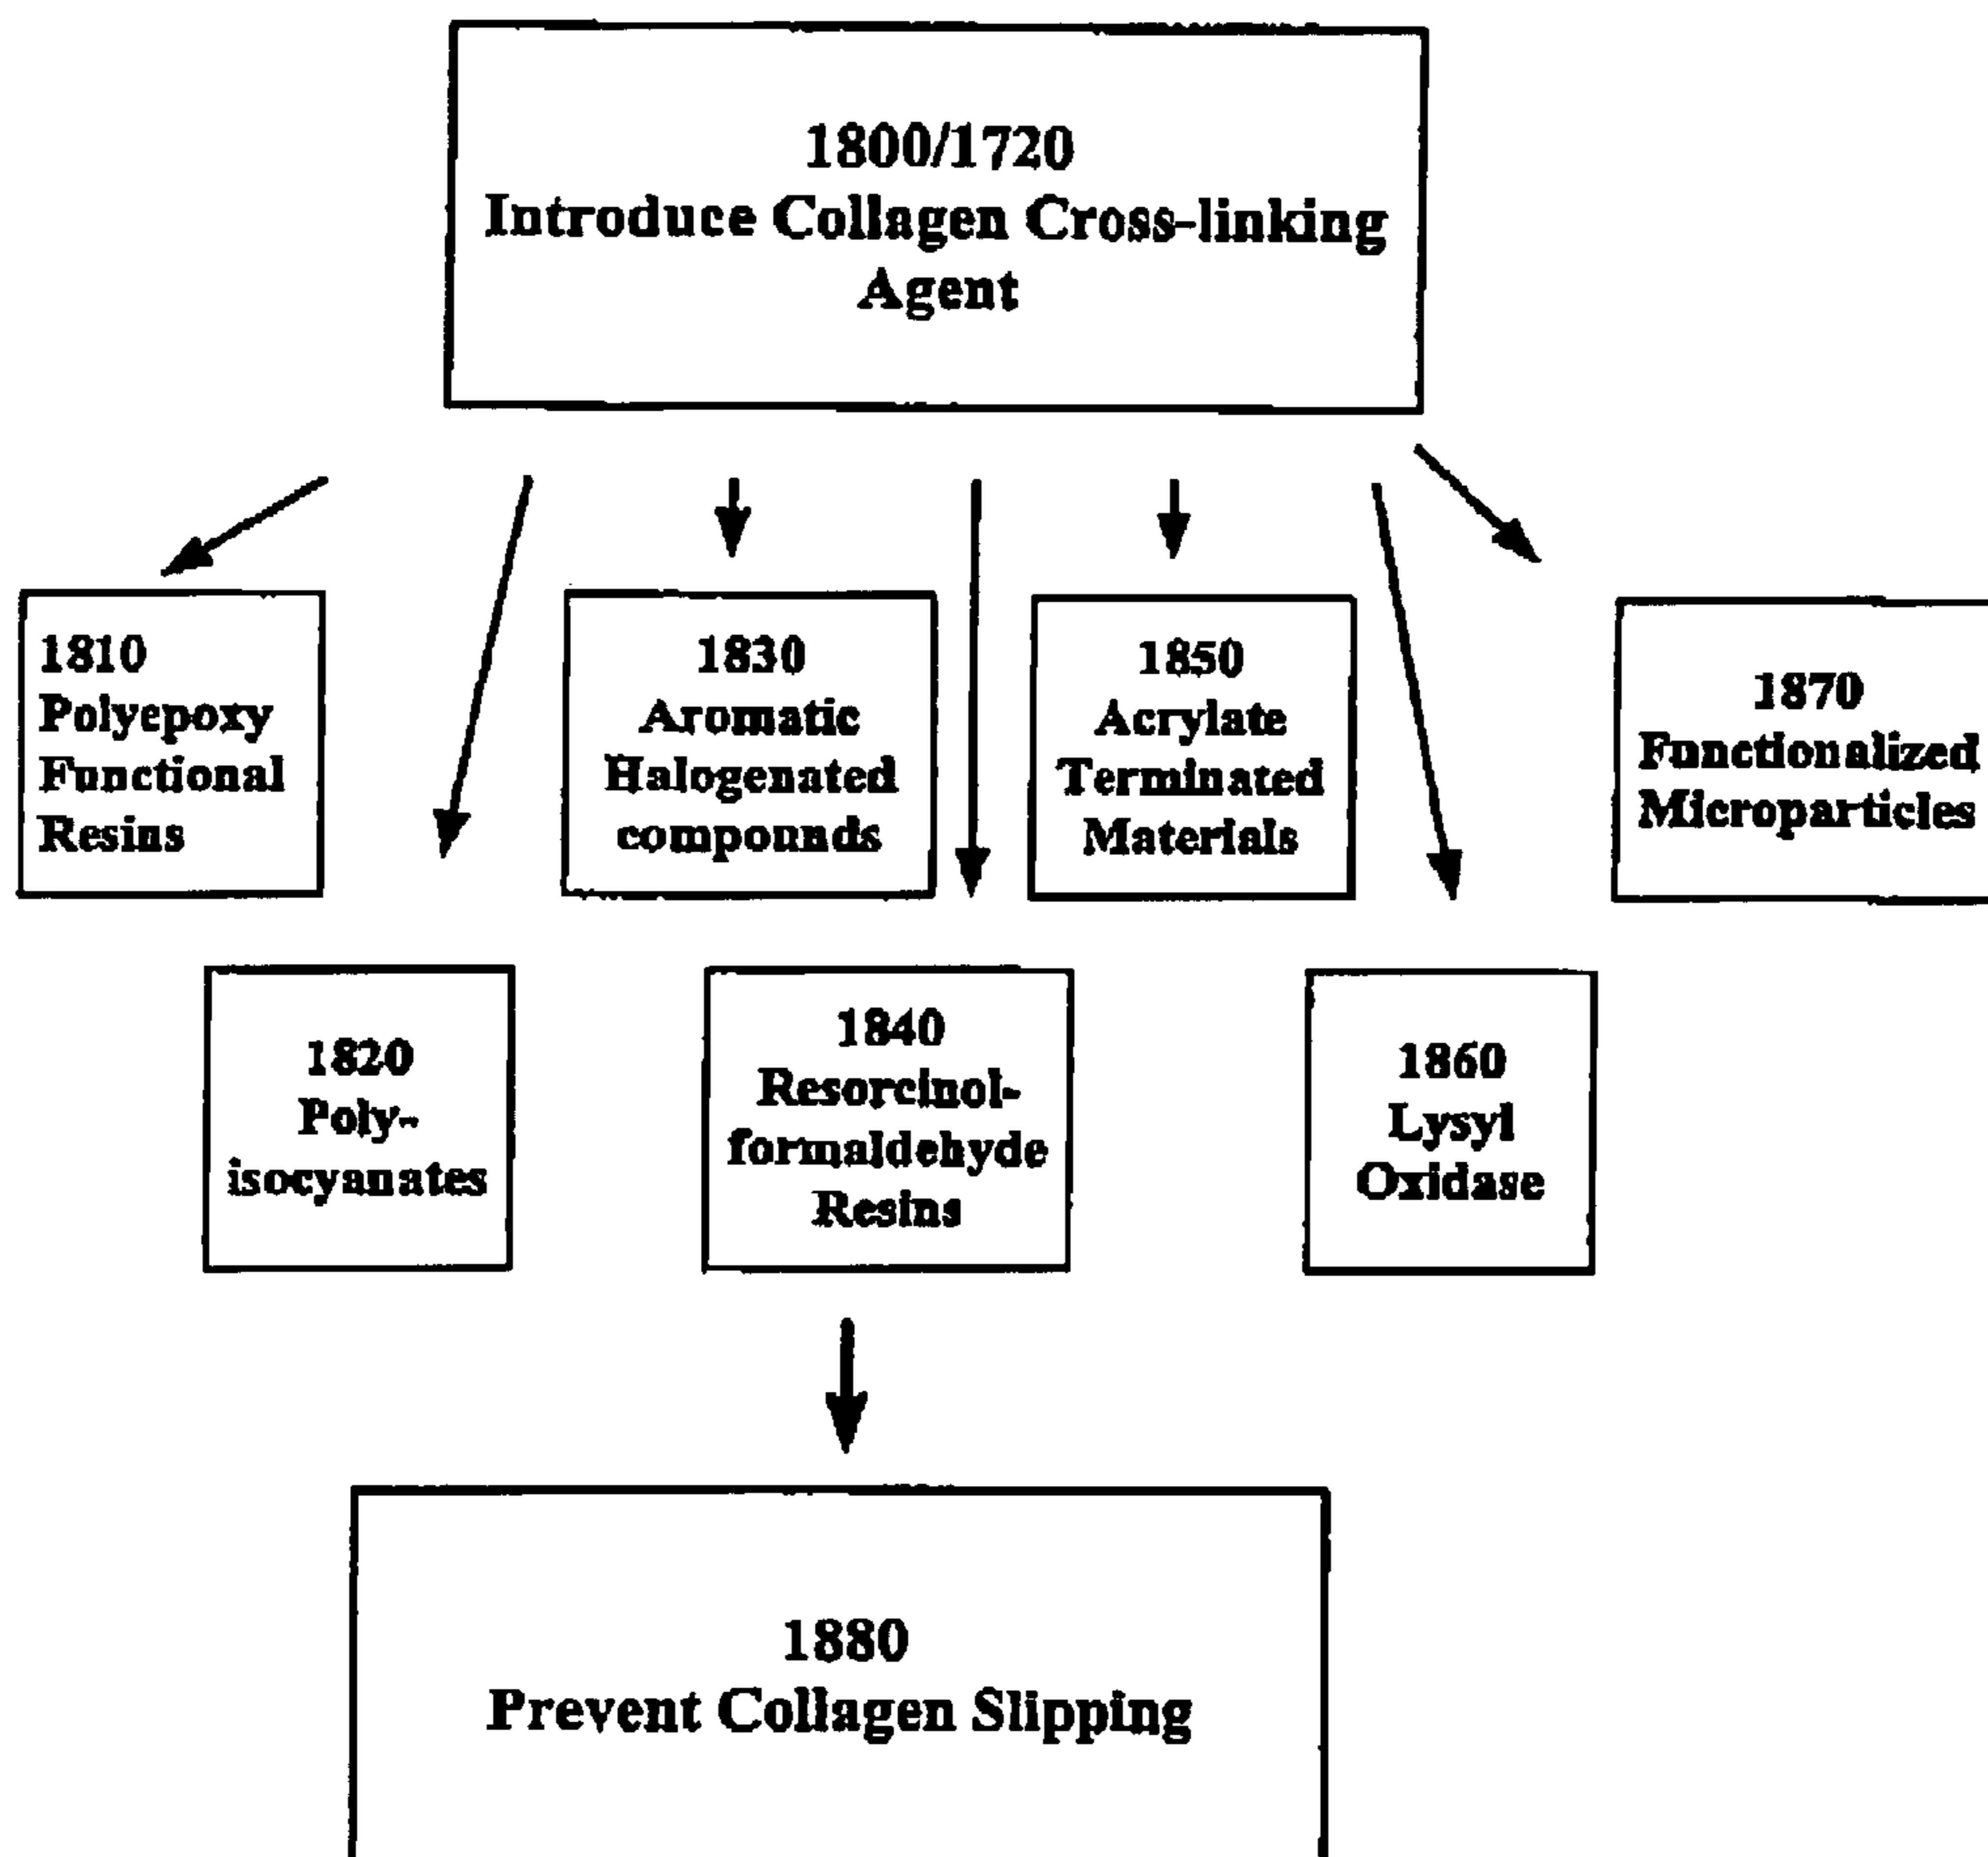 1800/1720
Introduce Collagen Cross-linking
Agent
1810
Polyepoxy
Functional
Resins
1830
Aromatic
Halogenated
compounds
1850
Acrylate
Terminated
Materials
1870
Functionalized
Microparticles
1820
Poly-
isocyanates
1840
Resorcinol-
formaldehyde
Resins
1860
Lysyl
Oxidase
1880
Prevent Collagen Slipping